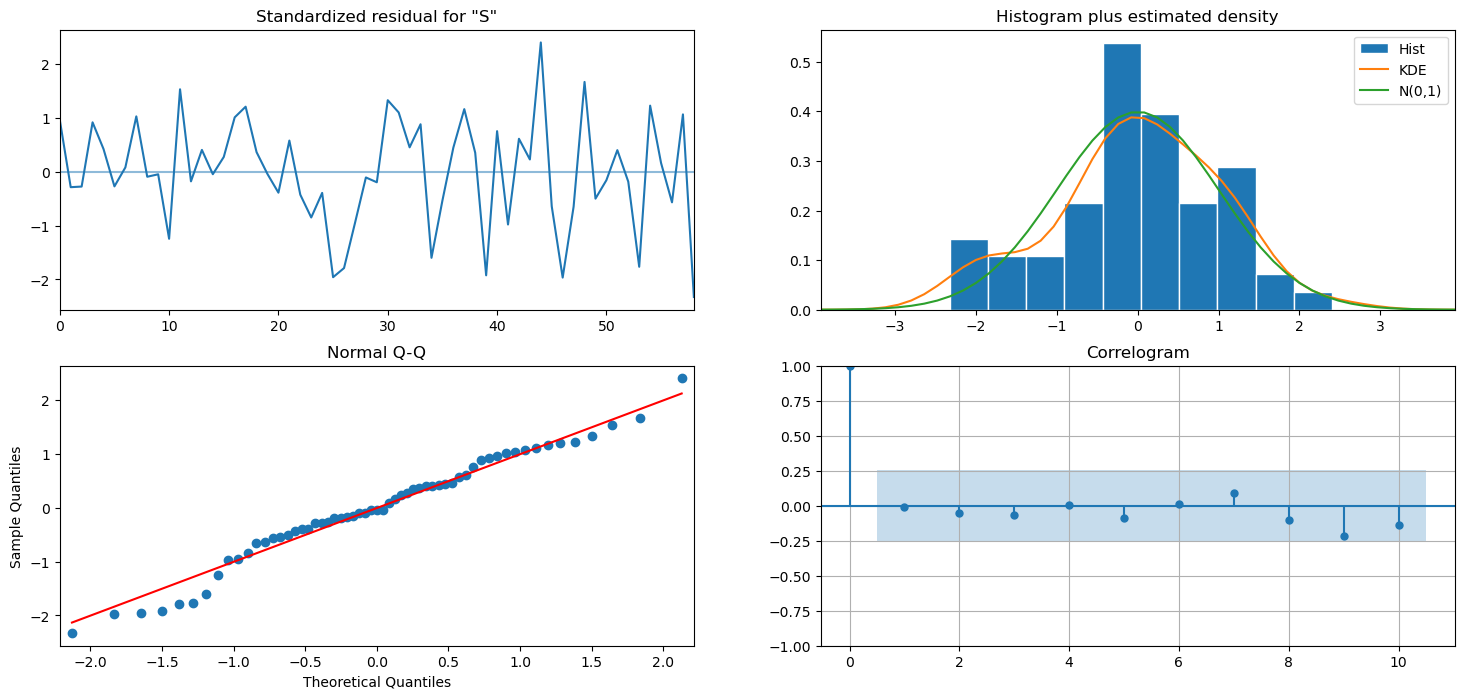 Standardized residual for "S"
2
1
0
−1
−2
0 10 20 30 40 50
Histogram plus estimated density
Hist
KDE
N(0,1)
0.5
0.4
0.3
0.2
0.1
0.0
−3 −2 −1 0 1 2 3
Normal Q-Q
Sample Quantiles
2
1
0
−1
−2
−2.0 −1.5 −1.0 −0.5 0.0 0.5 1.0 1.5 2.0
Theoretical Quantiles
Correlogram
1.00
0.75
0.50
0.25
0.00
−0.25
−0.50
−0.75
−1.00
0 2 4 6 8 10